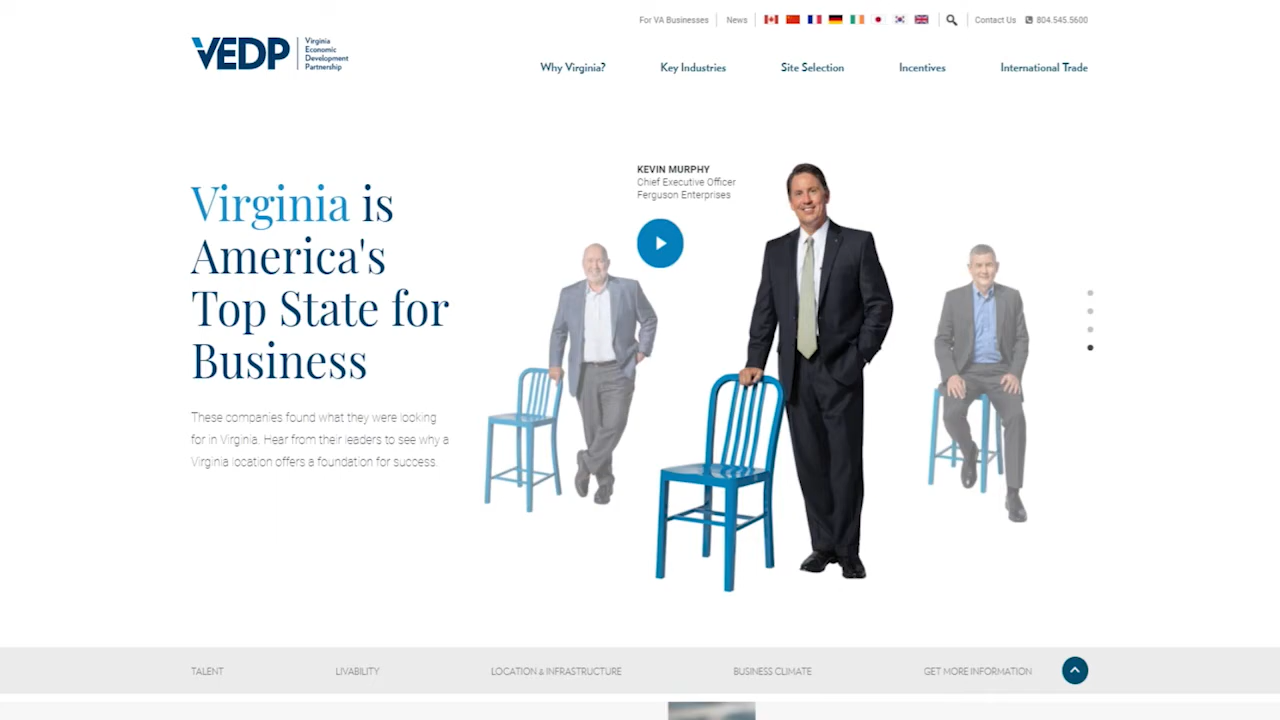 For VA Businesses
News
Contact Us
804.545.5600
VEDP
Virginia
Economic
Development
Partnership
Why Virginia?
Key Industries
Site Selection
Incentives
International Trade
KEVIN MURPHY
Chief Executive Officer
Ferguson Enterprises
Virginia is
America's
Top State for
Business
These companies found what they were looking
for in Virginia. Hear from their leaders to see why a
Virginia location offers a foundation for success.
TALENT
LIVABILITY
LOCATION & INFRASTRUCTURE
BUSINESS CLIMATE
GET MORE INFORMATION